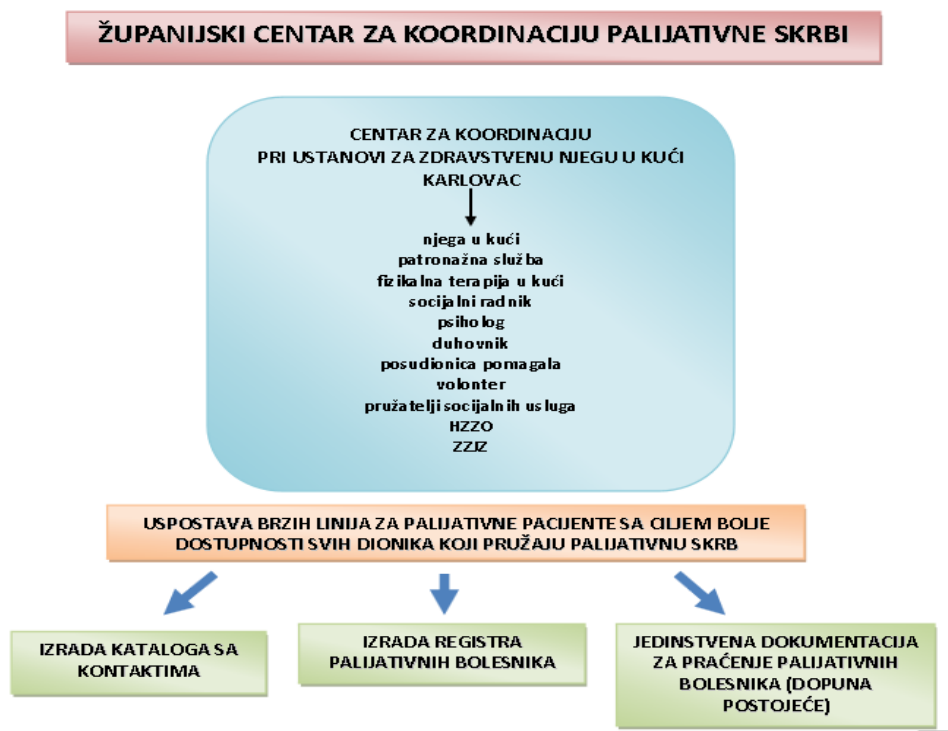 ŽUPANIJSKI CENTAR ZA KOORDINACIJU PALIJATIVNE SKRBI
CENTAR ZA KOORDINACIJU
PRI USTANOVI ZA ZDRAVSTVENU NJEGU U KUĆI
KARLOVAC
njega u kući
patronažna služba
fizikalna terapija u kući
socijalni radnik
psiholog
duhovnik
posudionica pomagala
volonter
pružatelji socijalnih usluga
HZZO
ZZJZ
USPOSTAVA BRZIH LINIJA ZA PALIJATIVNE PACIJENTE SA CILJEM BOLJE
DOSTUPNOSTI SVIH DIONIKA KOJI PRUŽAJU PALIJATIVNU SKRB
IZRADA KATALOGA SA
KONTAKTIMA
IZRADA REGISTRA
PALIJATIVNIH BOLESNIKA
JEDINSTVENA DOKUMENTACIJA
ZA PRAĆENJE PALIJATIVNIH
BOLESNIKA (DOPUNA
POSTOJEĆE)